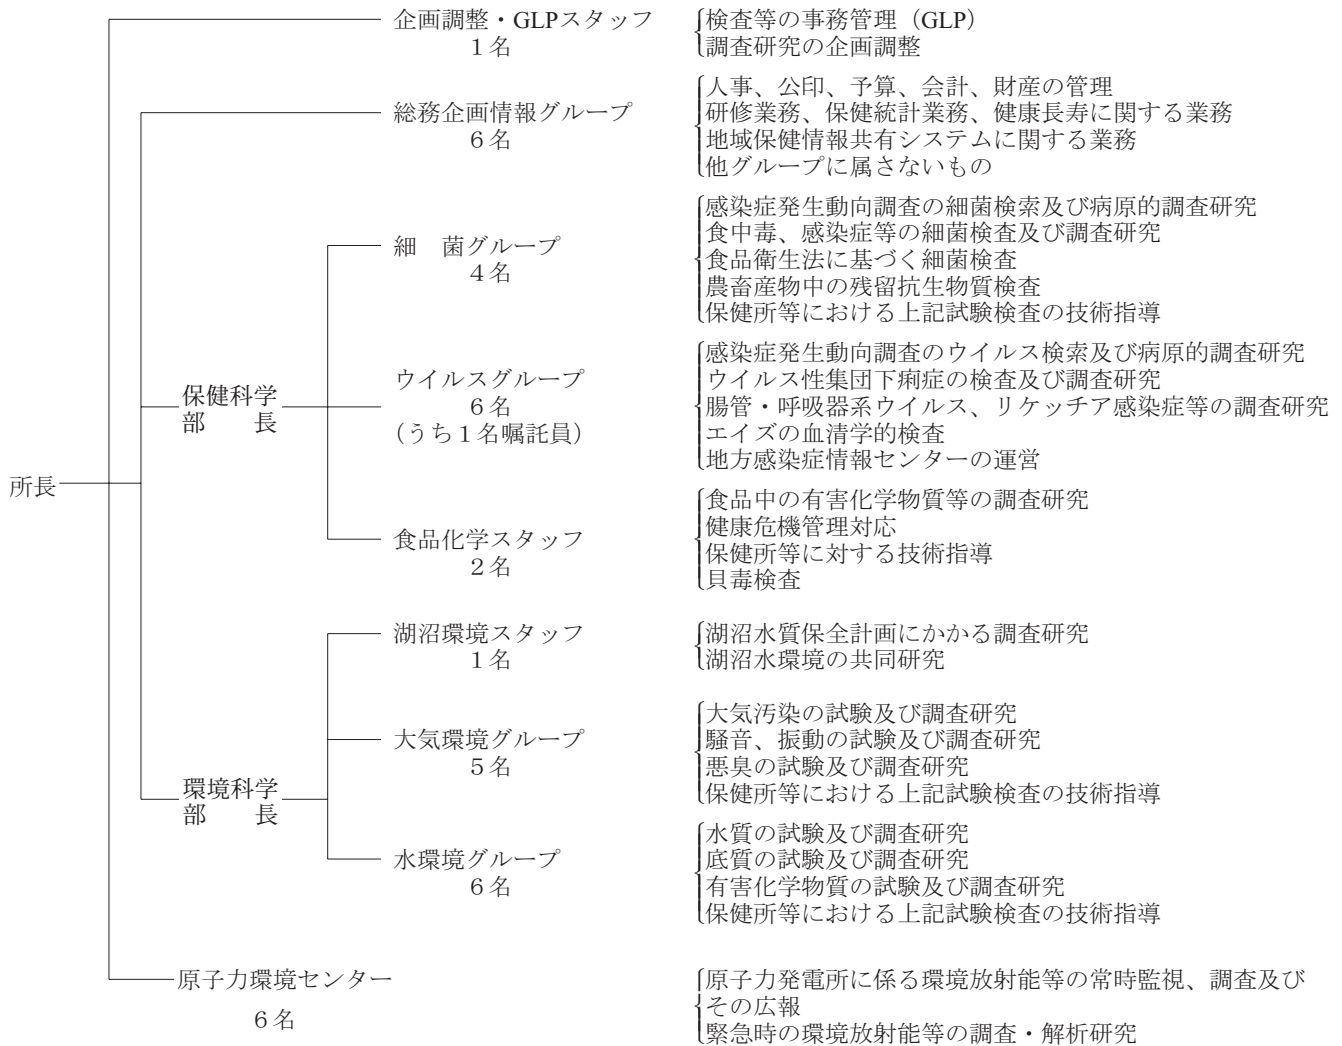 企画調整・GLPスタッフ
１名
検査等の事務管理（GLP）
調査研究の企画調整
総務企画情報グループ
６名
人事、公印、予算、会計、財産の管理
研修業務、保健統計業務、健康長寿に関する業務
地域保健情報共有システムに関する業務
他グループに属さないもの
細　菌グループ
４名
感染症発生動向調査の細菌検索及び病原的調査研究
食中毒、感染症等の細菌検査及び調査研究
食品衛生法に基づく細菌検査
農畜産物中の残留抗生物質検査
保健所等における上記試験検査の技術指導
保健科学
部　　長
ウイルスグループ
６名
（うち１名嘱託員）
感染症発生動向調査のウイルス検索及び病原的調査研究
ウイルス性集団下痢症の検査及び調査研究
腸管・呼吸器系ウイルス、リケッチア感染症等の調査研究
エイズの血清学的検査
地方感染症情報センターの運営
所長
食品化学スタッフ
２名
食品中の有害化学物質等の調査研究
健康危機管理対応
保健所等に対する技術指導
貝毒検査
湖沼環境スタッフ
１名
湖沼水質保全計画にかかる調査研究
湖沼水環境の共同研究
大気環境グループ
５名
大気汚染の試験及び調査研究
騒音、振動の試験及び調査研究
悪臭の試験及び調査研究
保健所等における上記試験検査の技術指導
環境科学
部　　長
水環境グループ
６名
水質の試験及び調査研究
底質の試験及び調査研究
有害化学物質の試験及び調査研究
保健所等における上記試験検査の技術指導
原子力環境センター
６名
原子力発電所に係る環境放射能等の常時監視、調査及び
その広報
緊急時の環境放射能等の調査・解析研究